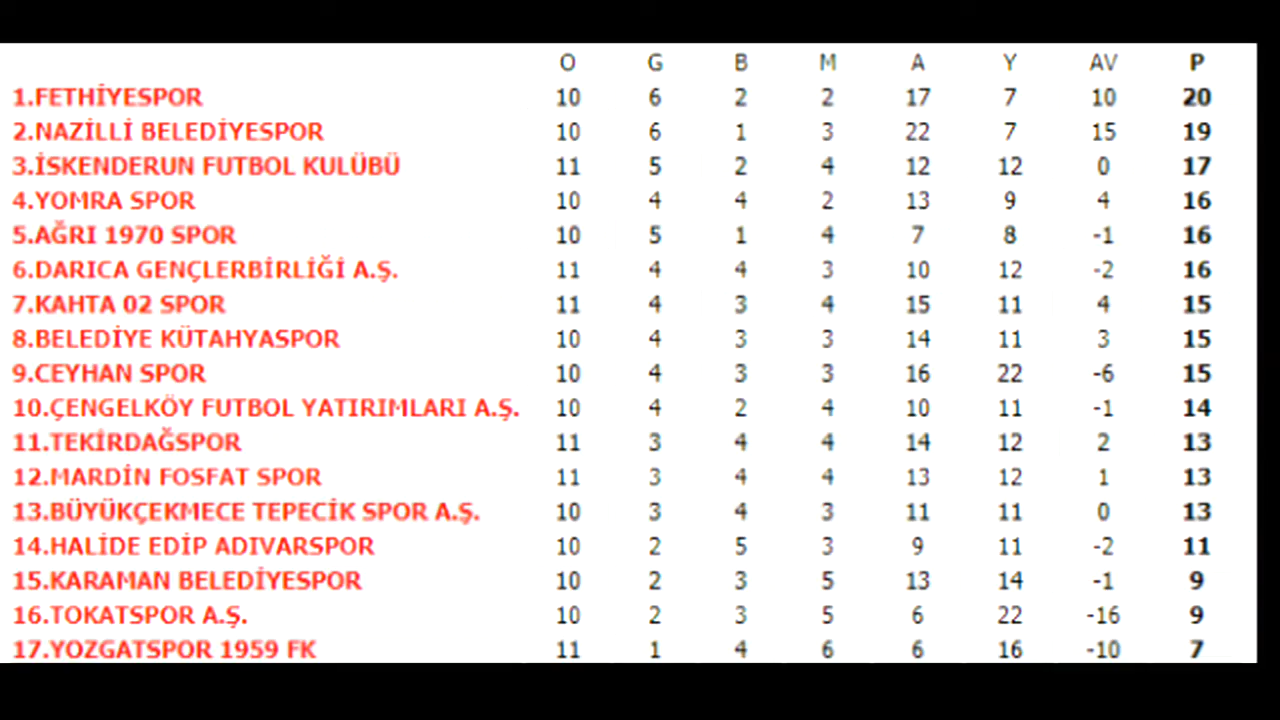 O G B M A Y AV P
1.FETHİYESPOR 10 6 2 2 17 7 10 20
2.NAZİLLİ BELEDİYESPOR 10 6 1 3 22 7 15 19
3.İSKENDERUN FUTBOL KULÜBÜ 11 5 2 4 12 12 0 17
4.YOMRA SPOR 10 4 4 2 13 9 4 16
5.AĞRI 1970 SPOR 10 5 1 4 7 8 -1 16
6.DARICA GENÇLERBİRLİĞİ A.Ş. 11 4 4 3 10 12 -2 16
7.KAHTA 02 SPOR 11 4 3 4 15 11 4 15
8.BELEDİYE KÜTAHYASPOR 10 4 3 3 14 11 3 15
9.CEYHAN SPOR 10 4 3 3 16 22 -6 15
10.ÇENGELKÖY FUTBOL YATIRIMLARI A.Ş. 10 4 2 4 10 11 -1 14
11.TEKİRDAĞSPOR 11 3 4 4 14 12 2 13
12.MARDİN FOSFAT SPOR 11 3 4 4 13 12 1 13
13.BÜYÜKÇEKMECE TEPECİK SPOR A.Ş. 10 3 4 3 11 11 0 13
14.HALİDE EDİP ADIVARSPOR 10 2 5 3 9 11 -2 11
15.KARAMAN BELEDİYESPOR 10 2 3 5 13 14 -1 9
16.TOKATSPOR A.Ş. 10 2 3 5 6 22 -16 9
17.YOZGATSPOR 1959 FK 11 1 4 6 6 16 -10 7